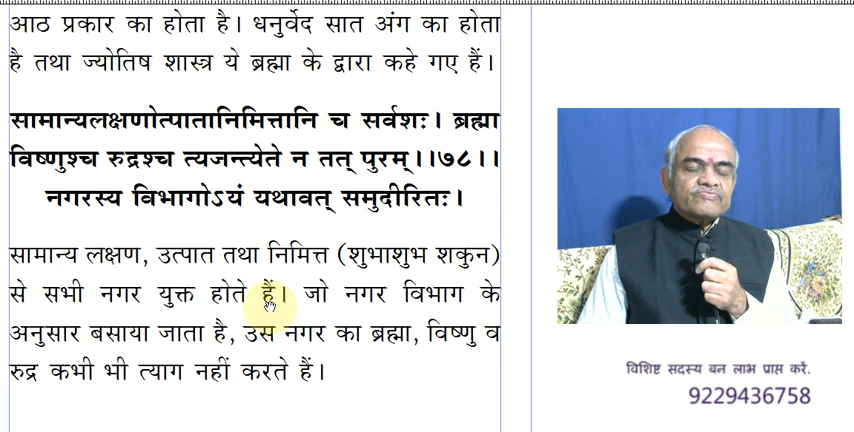 आठ प्रकार का होता है। धनुर्वेद सात अंग का होता
है तथा ज्योतिष शास्त्र ये ब्रह्मा के द्वारा कहे गए हैं।
सामान्यलक्षणोत्पातानिमित्तानि च सर्वशः। ब्रह्मा
विष्णुश्च रुद्रश्च त्यजन्त्येते न तत् पुरम्।।७८।।
नगरस्य विभागोऽयं यथावत् समुदीरितः।
सामान्य लक्षण, उत्पात तथा निमित्त (शुभाशुभ शकुन)
से सभी नगर युक्त होते हैं। जो नगर विभाग के
अनुसार बसाया जाता है, उस नगर का ब्रह्मा, विष्णु व
रुद्र कभी भी त्याग नहीं करते हैं।
विशिष्ट सदस्य बन लाभ प्राप्त करें.
9229436758